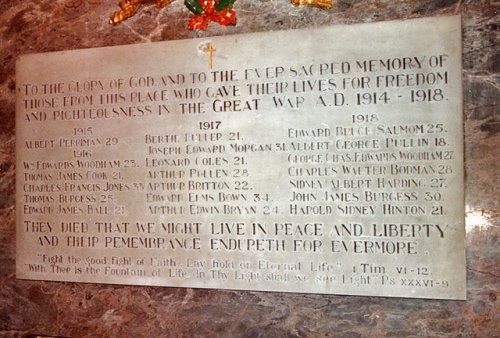 TO THE GLORY OF GOD AND TO THE EVER SACRED MEMORY OF
THOSE FROM THIS PLACE WHO GAVE THEIR LIVES FOR FREEDOM
AND RIGHTEOUSNESS IN THE GREAT WAR A.D. 1914 - 1918.
1915
ALBERT PERRMAN 29.
1916
Wm EDWARDS WOODHAM 23.
THOMAS JAMES COOK 21.
CHARLES FRANCIS JONES 33
THOMAS BURGESS 25.
EDWARD JAMES BALL 21.
1917
BERTIE FULLER 21.
JOSEPH EDWARD MORGAN 31.
LEONARD COLES 21.
ARTHUR POLLEN 28
ARTHUR BRITTON 22.
EDWARD ELMS BOWN 34.
ARTHUR EDWIN BRYAN 24.
1918
EDWARD BRUCE SALMOM 25.
ALBERT GEORGE PULLIN 18.
GEORGE CHAS. EDWARDS WOODHAM 27
CHARLES WALTER BODMAN 28
SIDNEY ALBERT HARDING 27.
JOHN JAMES BURGESS 30.
HAROLD SIDNEY HINTON 21.
THEY DIED THAT WE MIGHT LIVE IN PEACE AND LIBERTY
AND THEIR REMEMBRANCE ENDURETH FOR EVERMORE
"Fight the good fight of Faith, Lay hold on Eternal Life." 1 Tim VI-12.
"With Thee is the Fountain of Life, In Thy Light shall we see Light". Ps XXXVI-9